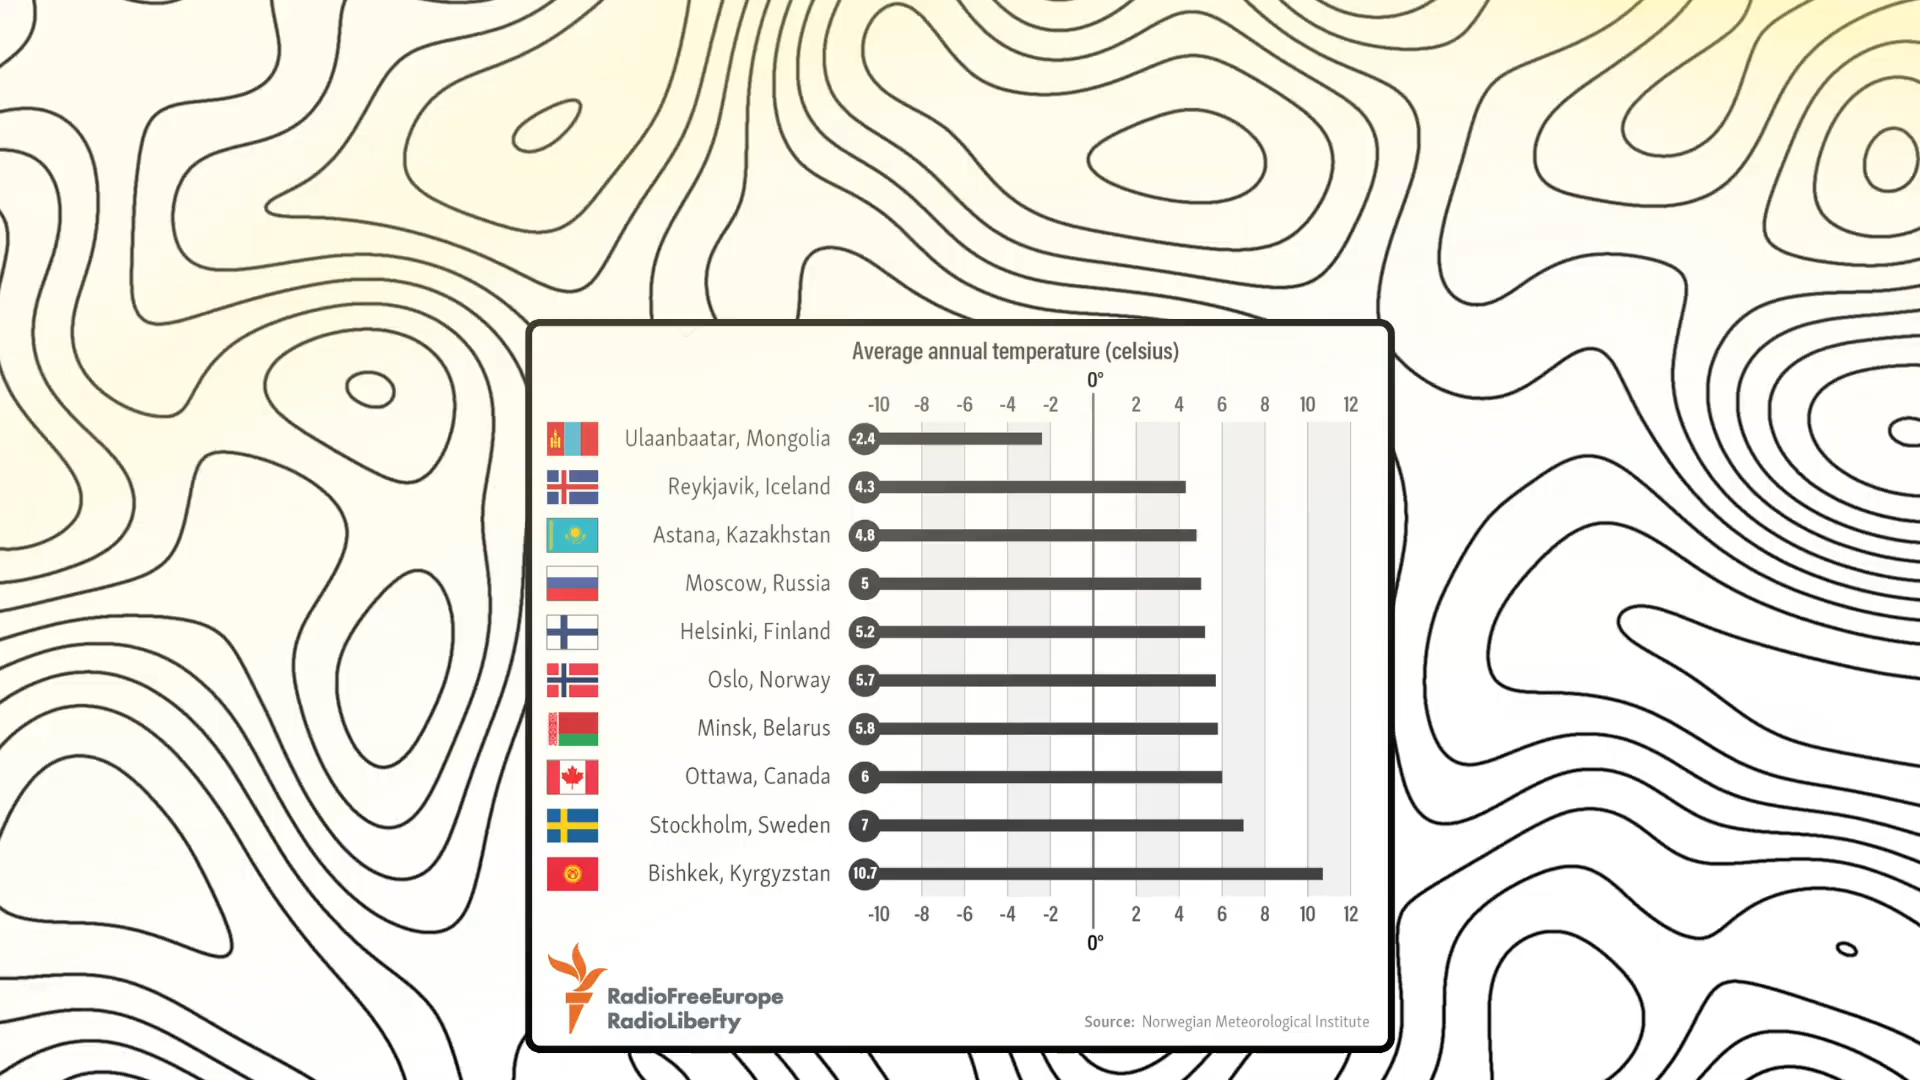 Average annual temperature (celsius)
0°
-10 -8 -6 -4 -2 2 4 6 8 10 12
Ulaanbaatar, Mongolia -2.4
Reykjavik, Iceland 4.3
Astana, Kazakhstan 4.8
Moscow, Russia 5
Helsinki, Finland 5.2
Oslo, Norway 5.7
Minsk, Belarus 5.8
Ottawa, Canada 6
Stockholm, Sweden 7
Bishkek, Kyrgyzstan 10.7
-10 -8 -6 -4 -2 2 4 6 8 10 12
0°
RadioFreeEurope
RadioLiberty
Source: Norwegian Meteorological Institute